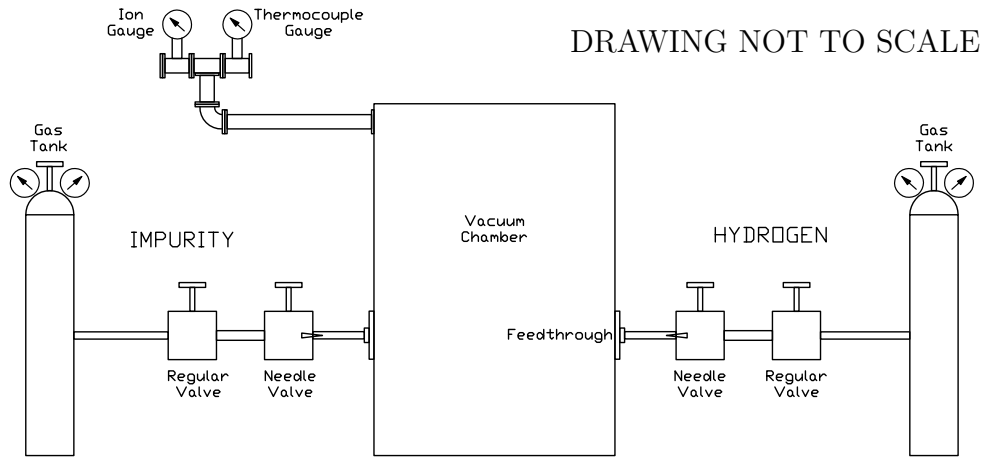 Ion
Gauge
Thermocouple
Gauge
DRAWING NOT TO SCALE
Gas
Tank
Gas
Tank
IMPURITY
Vacuum
Chamber
HYDROGEN
Feedthrough
Regular
Valve
Needle
Valve
Needle
Valve
Regular
Valve